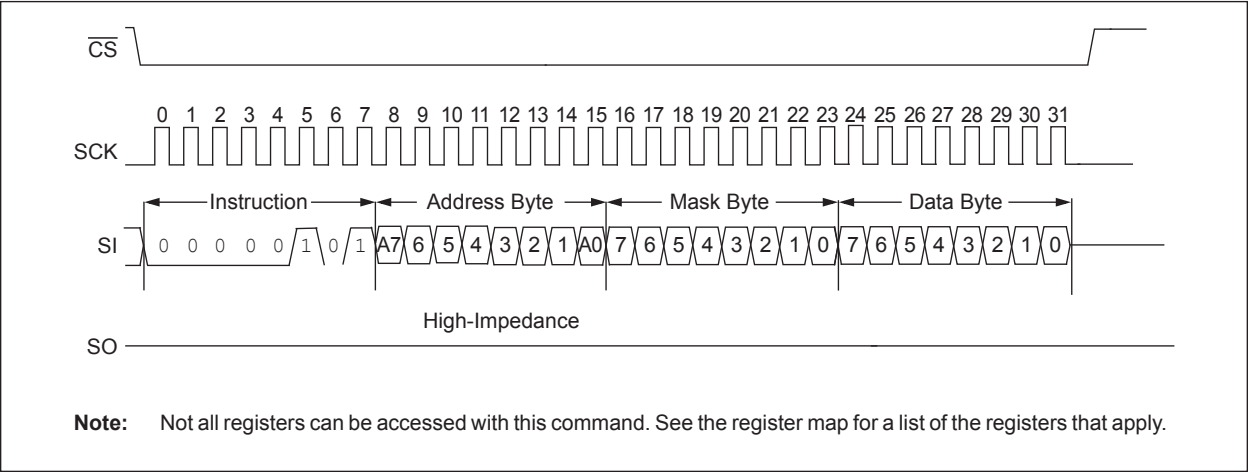 CS
0 1 2 3 4 5 6 7 8 9 10 11 12 13 14 15 16 17 18 19 20 21 22 23 24 25 26 27 28 29 30 31
SCK
Instruction Address Byte Mask Byte Data Byte
SI 0 0 0 0 0 1 0 1 A7 6 5 4 3 2 1 A0 7 6 5 4 3 2 1 0 7 6 5 4 3 2 1 0
High-Impedance
SO
Note: Not all registers can be accessed with this command. See the register map for a list of the registers that apply.